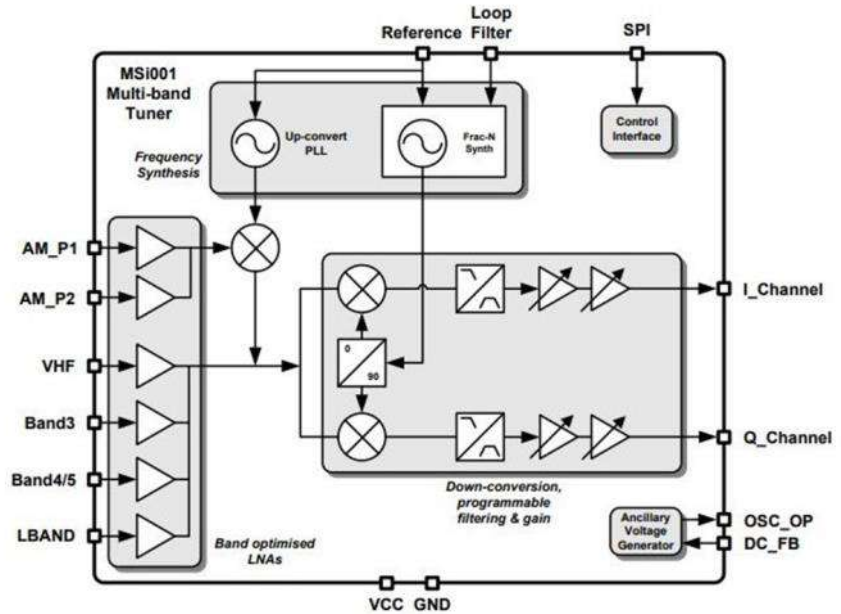 Reference
Loop
Filter
SPI
MSi001
Multi-band
Tuner
Up-convert
PLL
Frac-N
Synth
Control
Interface
Frequency
Synthesis
AM_P1
AM_P2
VHF
Band3
Band4/5
LBAND
0
90
I_Channel
Q_Channel
Down-conversion,
programmable
filtering & gain
Band optimised
LNAs
Ancillary
Voltage
Generator
OSC_OP
DC_FB
VCC GND